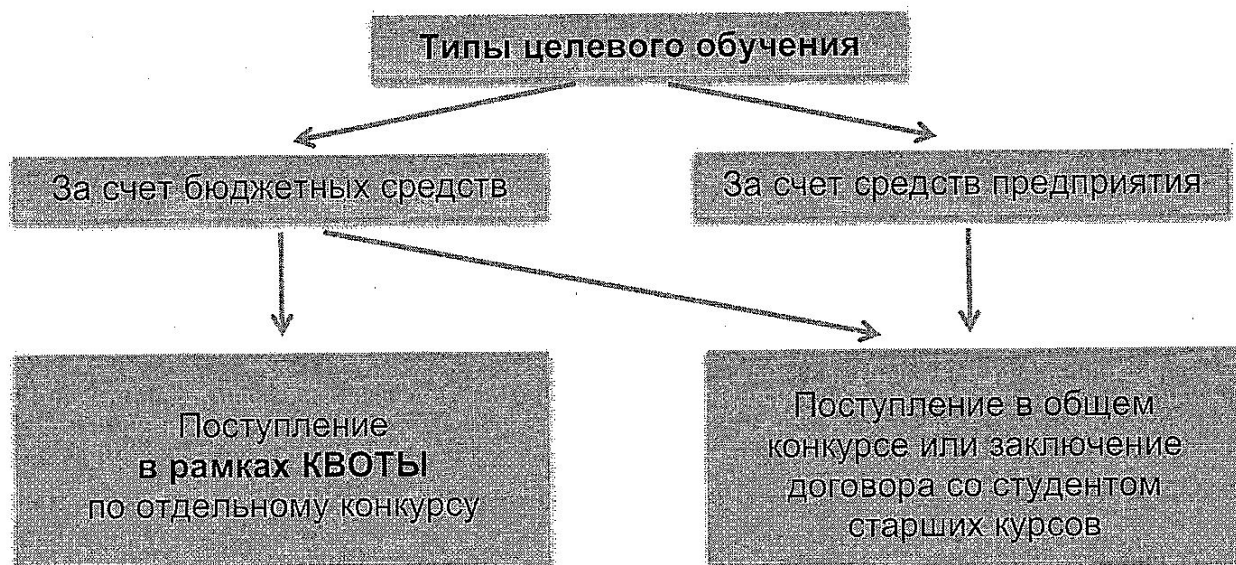 Типы целевого обучения
За счет бюджетных средств
За счет средств предприятия
Поступление
в рамках КВОТЫ
по отдельному конкурсу
Поступление в общем
конкурсе или заключение
договора со студентом
старших курсов